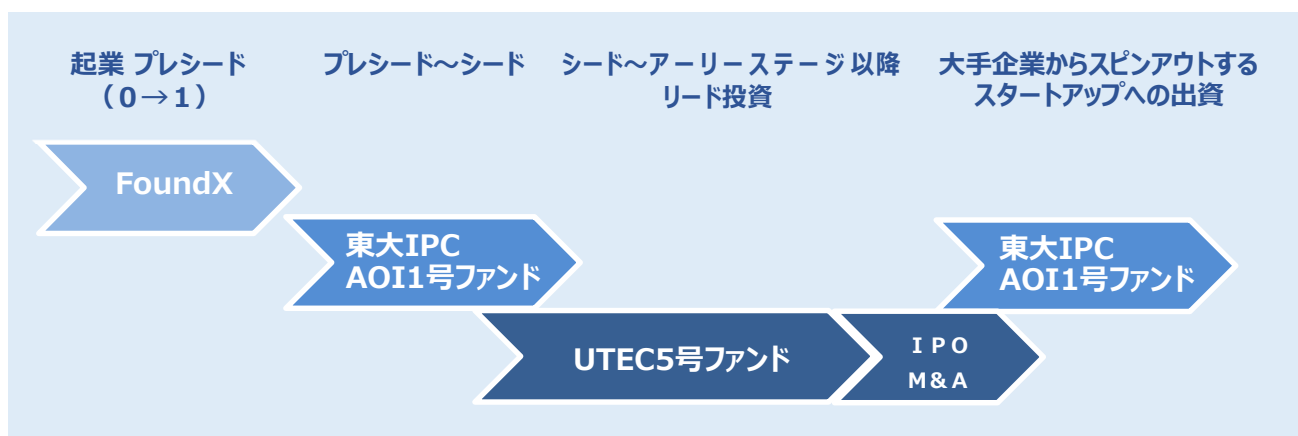 起業 プレシード
（０→１）
プレシード～シード
シード～アーリーステージ以降
リード投資
大手企業からスピンアウトする
スタートアップへの出資
FoundX
東大IPC
AOI1号ファンド
UTEC5号ファンド
ＩＰＯ
Ｍ＆Ａ
東大IPC
AOI1号ファンド